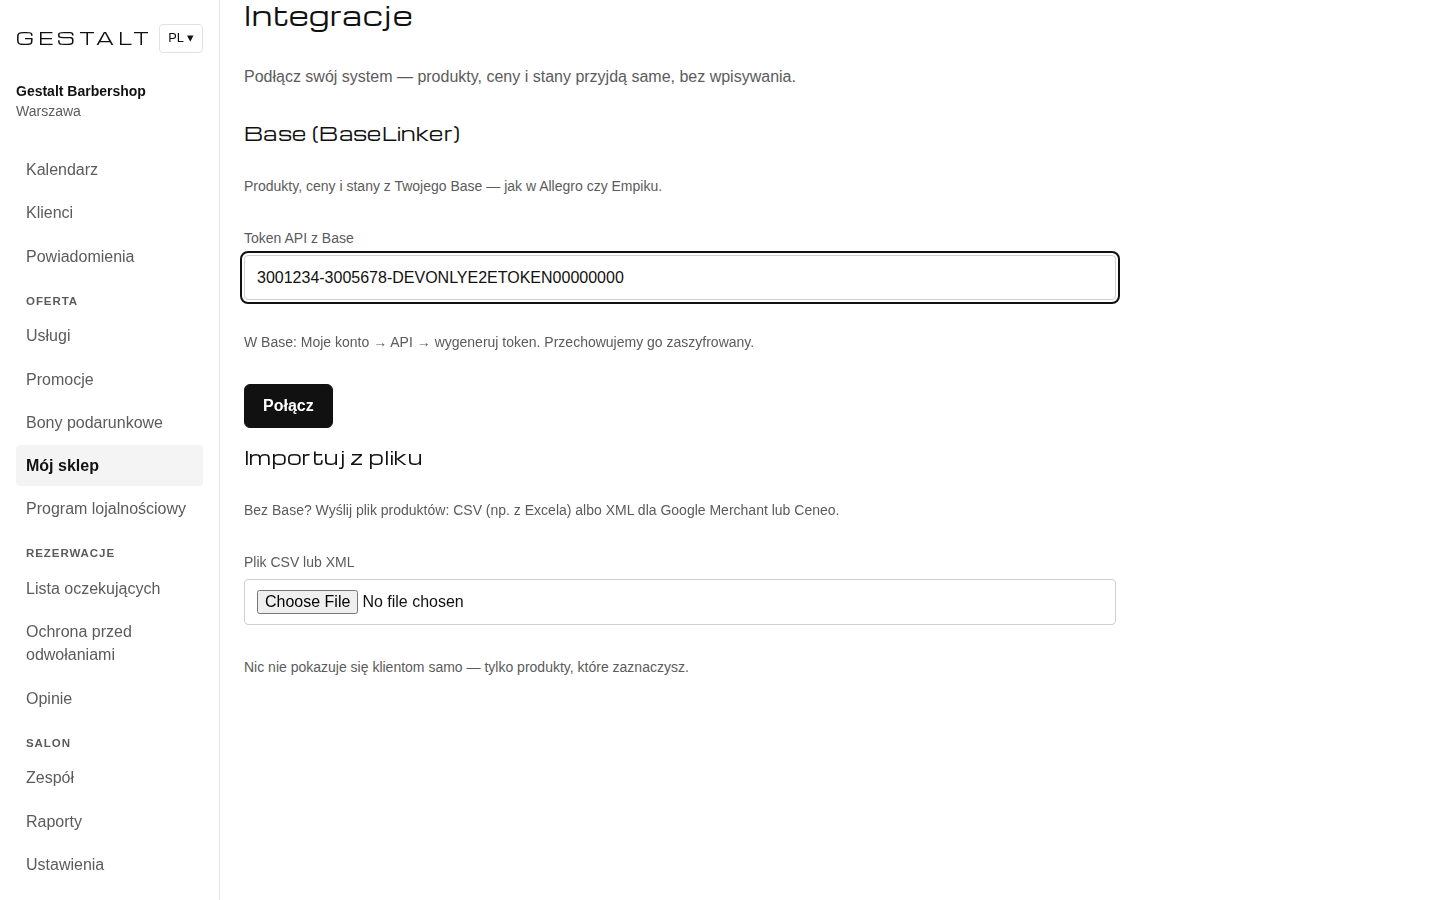 GESTALT
PL ▾
Gestalt Barbershop
Warszawa
Kalendarz
Klienci
Powiadomienia
OFERTA
Usługi
Promocje
Bony podarunkowe
Mój sklep
Program lojalnościowy
REZERWACJE
Lista oczekujących
Ochrona przed
odwołaniami
Opinie
SALON
Zespół
Raporty
Ustawienia
Integracje
Podłącz swój system — produkty, ceny i stany przyjdą same, bez wpisywania.
Base (BaseLinker)
Produkty, ceny i stany z Twojego Base — jak w Allegro czy Empiku.
Token API z Base
3001234-3005678-DEVONLYE2ETOKEN00000000
W Base: Moje konto → API → wygeneruj token. Przechowujemy go zaszyfrowany.
Połącz
Importuj z pliku
Bez Base? Wyślij plik produktów: CSV (np. z Excela) albo XML dla Google Merchant lub Ceneo.
Plik CSV lub XML
Choose File No file chosen
Nic nie pokazuje się klientom samo — tylko produkty, które zaznaczysz.